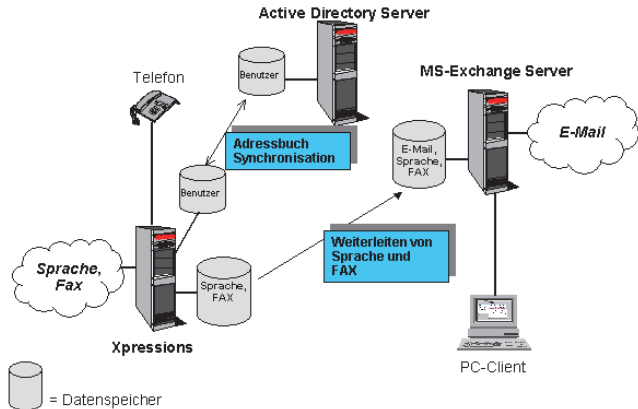 Active Directory Server
Telefon
Benutzer
MS-Exchange Server
Adressbuch
Synchronisation
E-Mail,
Sprache,
FAX
E-Mail
Benutzer
Weiterleiten von
Sprache und
FAX
Sprache,
Fax
Sprache,
FAX
Xpressions
PC-Client
= Datenspeicher